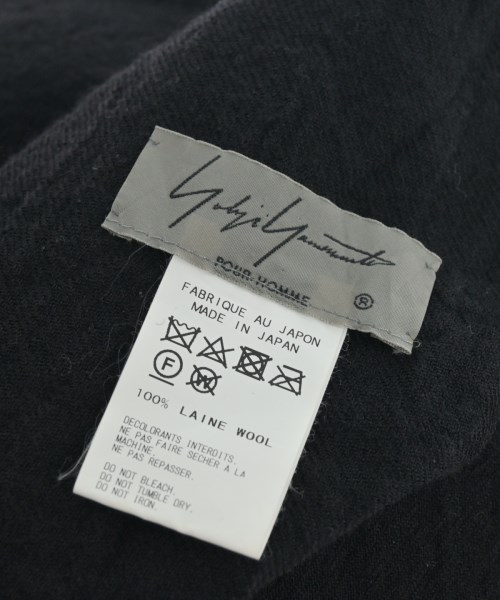 Yohji Yamamoto
POUR HOMME
®
FABRIQUE AU JAPON
MADE IN JAPAN
F W
100% LAINE WOOL
DECOLORANTS INTERDITS.
NE PAS FAIRE SECHER A LA
MACHINE.
NE PAS REPASSER.
DO NOT BLEACH.
DO NOT TUMBLE DRY.
DO NOT IRON.